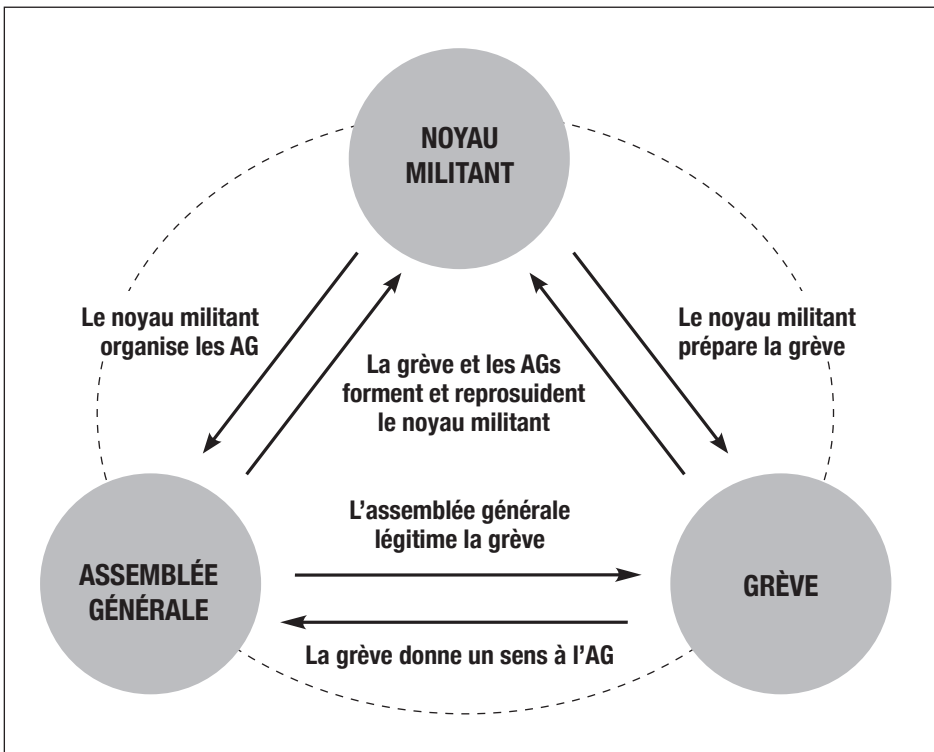 NOYAU
MILITANT
Le noyau militant
organise les AG
Le noyau militant
prépare la grève
La grève et les AGs
forment et reprosuident
le noyau militant
L'assemblée générale
légitime la grève
ASSEMBLÉE
GÉNÉRALE
GRÈVE
La grève donne un sens à l'AG